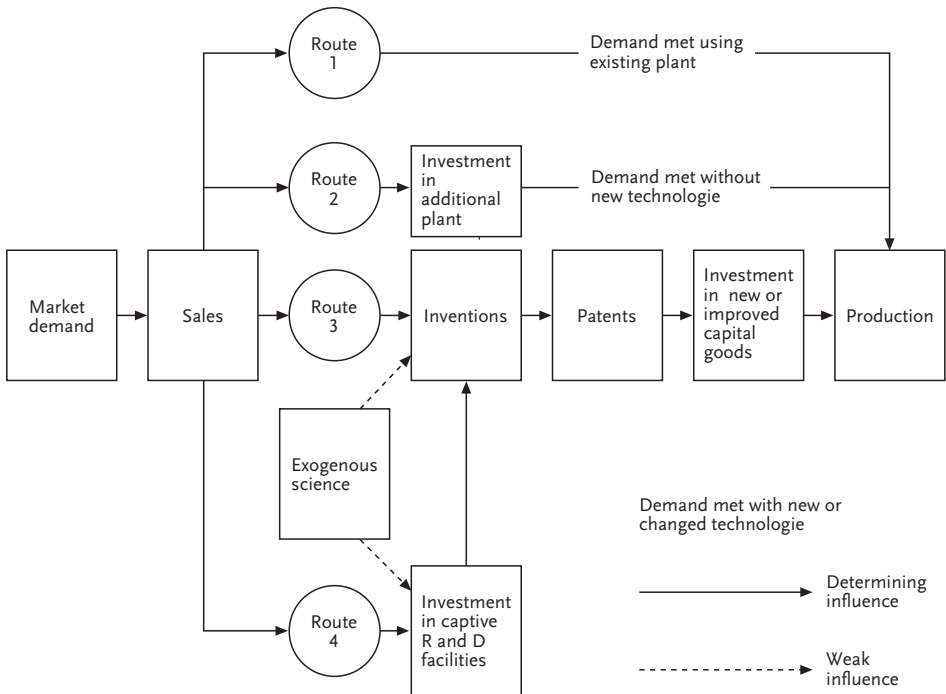 Route
1
Demand met using
existing plant
Route
2
Investment
in
additional
plant
Demand met without
new technologie
Market
demand
Sales
Route
3
Inventions
Patents
Investment
in new or
improved
capital
goods
Production
Exogenous
science
Demand met with new or
changed technologie
Route
4
Investment
in captive
R and D
facilities
Determining
influence
Weak
influence